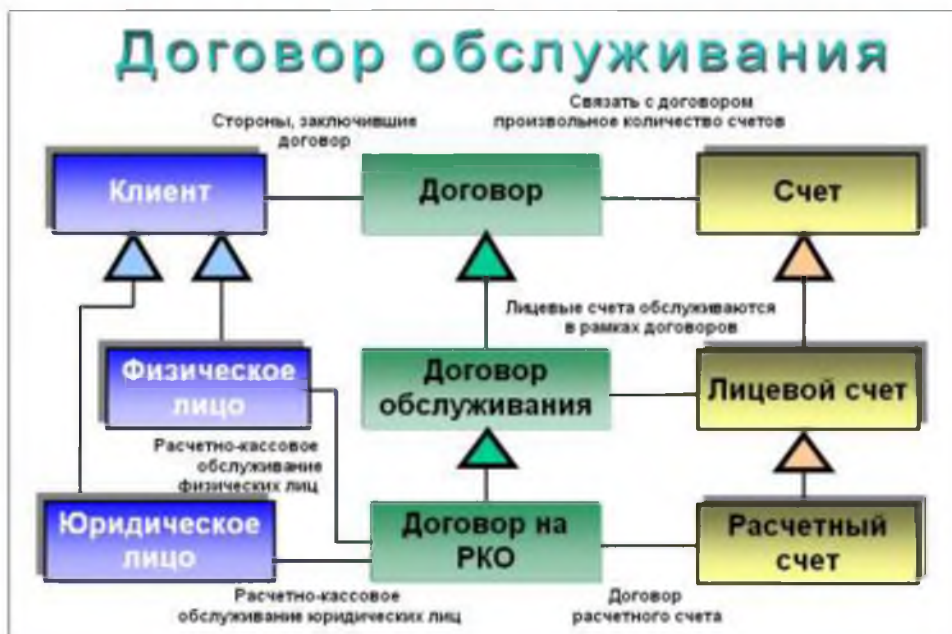 Договор обслуживания
Стороны, заключившие
договор
Связать с договором
произвольное количество счетов
Клиент
Договор
Счет
Лицевые счета обслуживаются
в рамках договоров
Физическое
лицо
Договор
обслуживания
Лицевой счет
Расчетно-кассовое
обслуживание
физических лиц
Юридическое
лицо
Договор на
РКО
Расчетный
счет
Расчетно-кассовое
обслуживание юридических лиц
Договор
расчетного счета